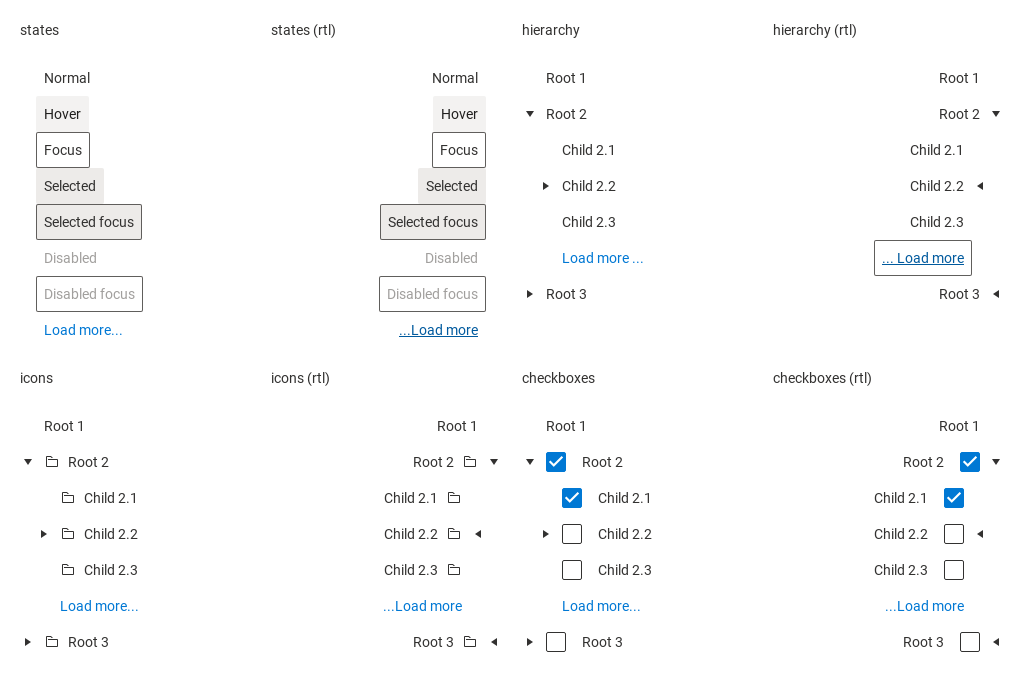 states
Normal
Hover
Focus
Selected
Selected focus
Disabled
Disabled focus
Load more...
states (rtl)
Normal
Hover
Focus
Selected
Selected focus
Disabled
Disabled focus
...Load more
hierarchy
Root 1
Root 2
Child 2.1
Child 2.2
Child 2.3
Load more ...
Root 3
hierarchy (rtl)
Root 1
Root 2
Child 2.1
Child 2.2
Child 2.3
... Load more
Root 3
icons
Root 1
Root 2
Child 2.1
Child 2.2
Child 2.3
Load more...
Root 3
icons (rtl)
Root 1
Root 2
Child 2.1
Child 2.2
Child 2.3
...Load more
Root 3
checkboxes
Root 1
Root 2
Child 2.1
Child 2.2
Child 2.3
Load more...
Root 3
checkboxes (rtl)
Root 1
Root 2
Child 2.1
Child 2.2
Child 2.3
...Load more
Root 3